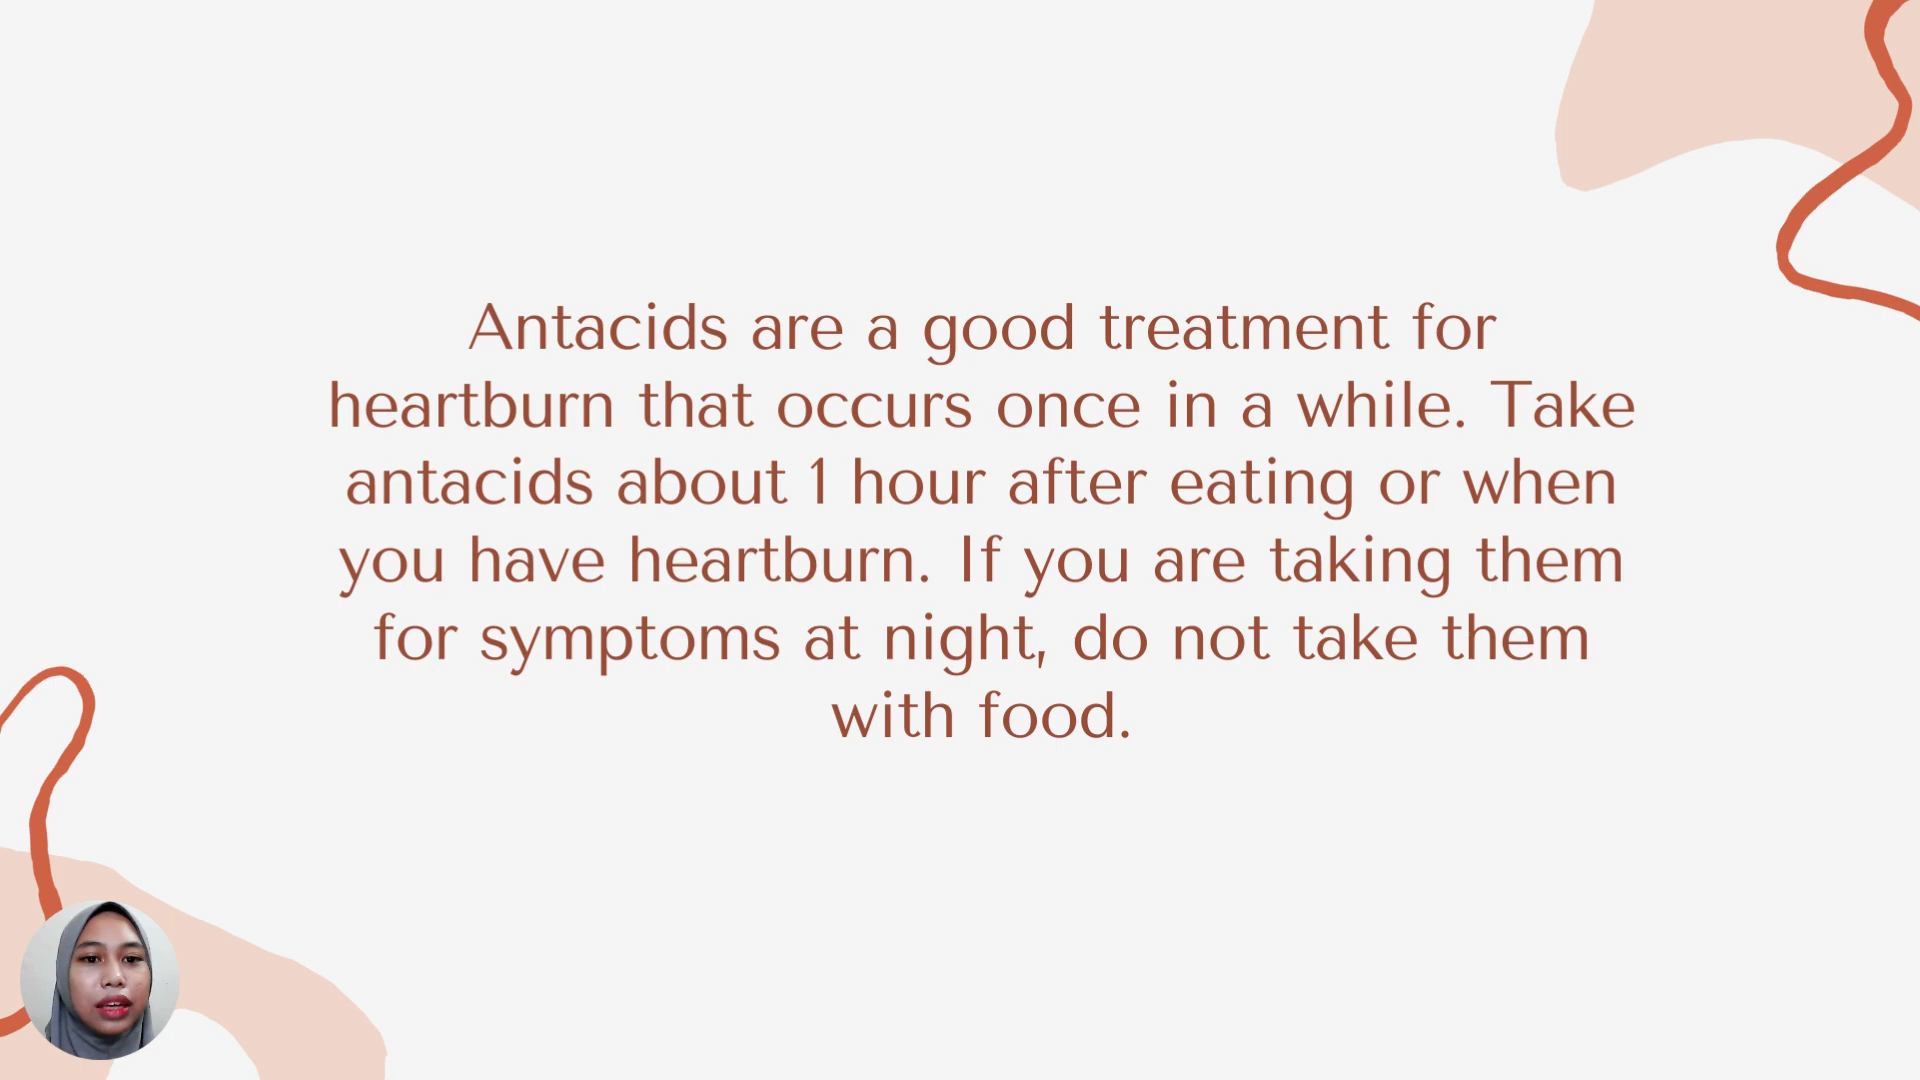 Antacids are a good treatment for
heartburn that occurs once in a while. Take
antacids about 1 hour after eating or when
you have heartburn. If you are taking them
for symptoms at night, do not take them
with food.